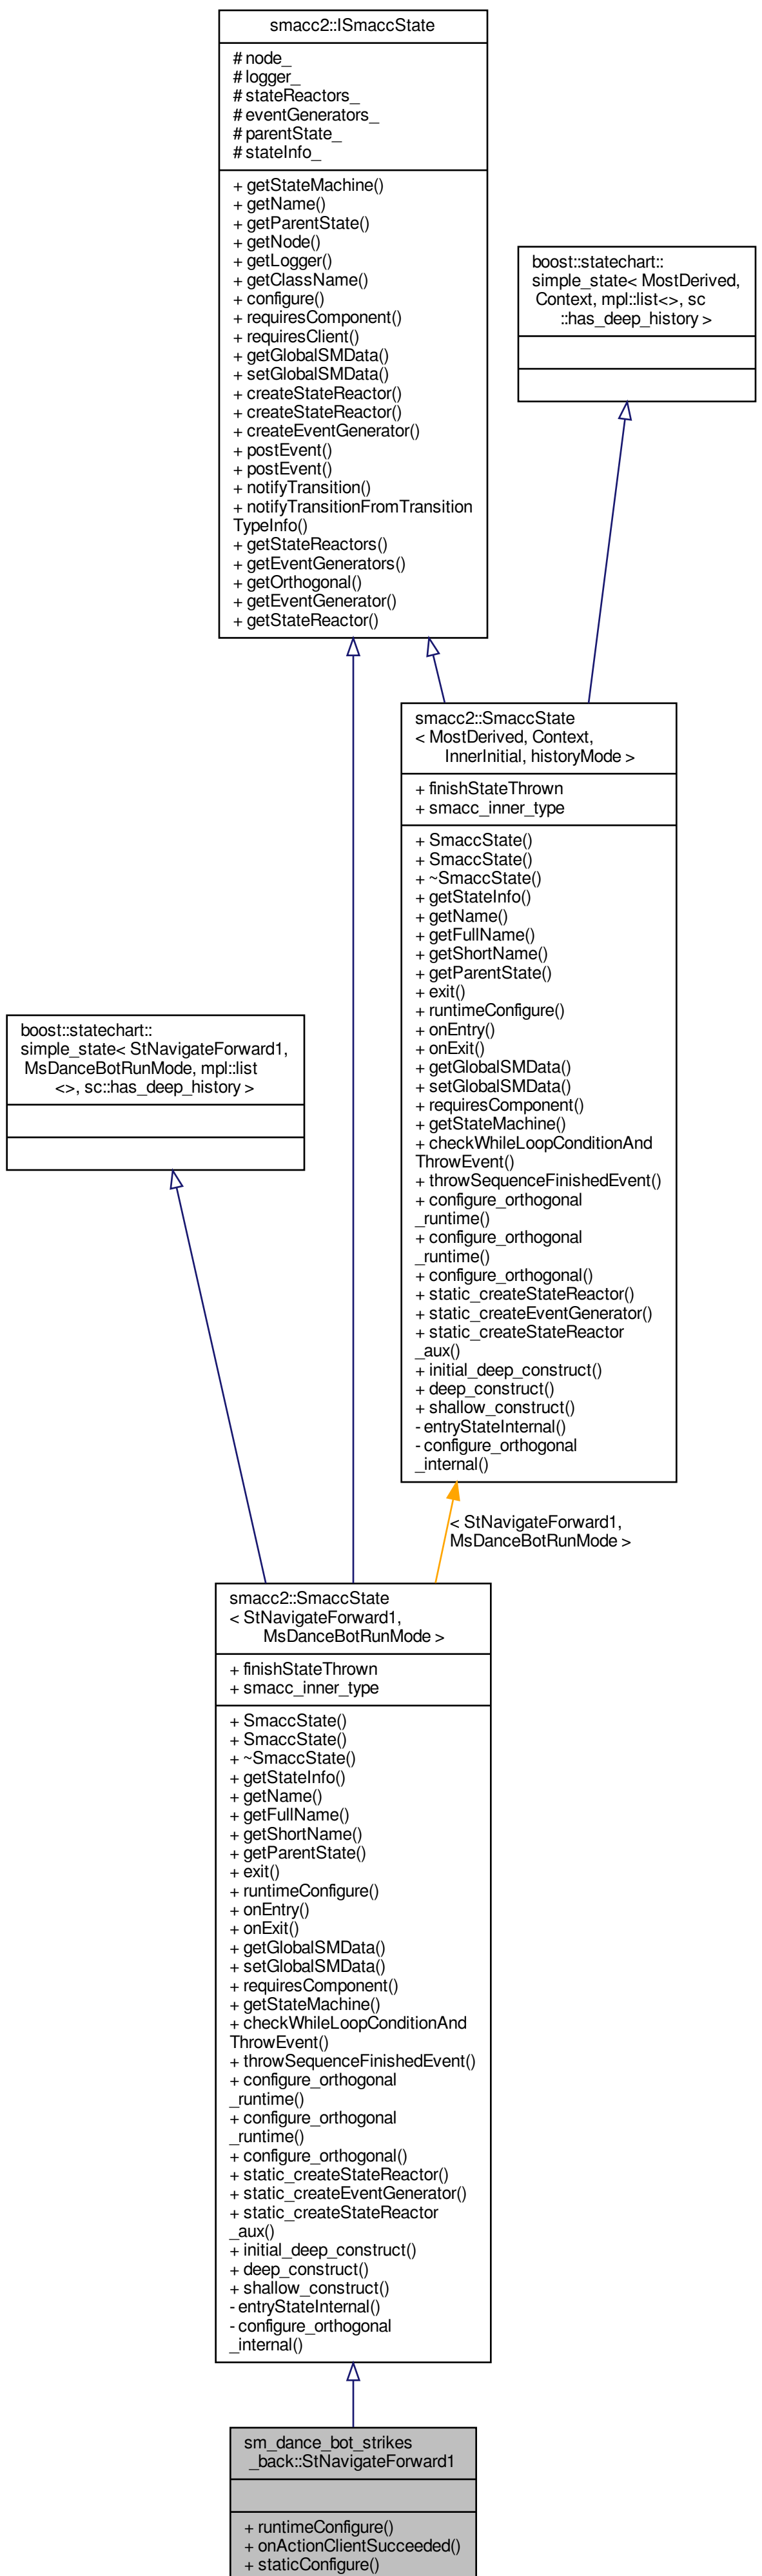 smacc2::ISmaccState
# node_
# logger_
# stateReactors_
# eventGenerators_
# parentState_
# stateInfo_
+ getStateMachine()
+ getName()
+ getParentState()
+ getNode()
+ getLogger()
+ getClassName()
+ configure()
+ requiresComponent()
+ requiresClient()
+ getGlobalSMData()
+ setGlobalSMData()
+ createStateReactor()
+ createStateReactor()
+ createEventGenerator()
+ postEvent()
+ postEvent()
+ notifyTransition()
+ notifyTransitionFromTransition
TypeInfo()
+ getStateReactors()
+ getEventGenerators()
+ getOrthogonal()
+ getEventGenerator()
+ getStateReactor()
boost::statechart::
simple_state< MostDerived,
Context, mpl::list<>, sc
::has_deep_history >
smacc2::SmaccState
< MostDerived, Context,
InnerInitial, historyMode >
+ finishStateThrown
+ smacc_inner_type
+ SmaccState()
+ SmaccState()
+ ~SmaccState()
+ getStateInfo()
+ getName()
+ getFullName()
+ getShortName()
+ getParentState()
+ exit()
+ runtimeConfigure()
+ onEntry()
+ onExit()
+ getGlobalSMData()
+ setGlobalSMData()
+ requiresComponent()
+ getStateMachine()
+ checkWhileLoopConditionAnd
ThrowEvent()
+ throwSequenceFinishedEvent()
+ configure_orthogonal
_runtime()
+ configure_orthogonal
_runtime()
+ configure_orthogonal()
+ static_createStateReactor()
+ static_createEventGenerator()
+ static_createStateReactor
_aux()
+ initial_deep_construct()
+ deep_construct()
+ shallow_construct()
- entryStateInternal()
- configure_orthogonal
_internal()
boost::statechart::
simple_state< StNavigateForward1,
MsDanceBotRunMode, mpl::list
<>, sc::has_deep_history >
< StNavigateForward1,
MsDanceBotRunMode >
smacc2::SmaccState
< StNavigateForward1,
MsDanceBotRunMode >
+ finishStateThrown
+ smacc_inner_type
+ SmaccState()
+ SmaccState()
+ ~SmaccState()
+ getStateInfo()
+ getName()
+ getFullName()
+ getShortName()
+ getParentState()
+ exit()
+ runtimeConfigure()
+ onEntry()
+ onExit()
+ getGlobalSMData()
+ setGlobalSMData()
+ requiresComponent()
+ getStateMachine()
+ checkWhileLoopConditionAnd
ThrowEvent()
+ throwSequenceFinishedEvent()
+ configure_orthogonal
_runtime()
+ configure_orthogonal
_runtime()
+ configure_orthogonal()
+ static_createStateReactor()
+ static_createEventGenerator()
+ static_createStateReactor
_aux()
+ initial_deep_construct()
+ deep_construct()
+ shallow_construct()
- entryStateInternal()
- configure_orthogonal
_internal()
sm_dance_bot_strikes
_back::StNavigateForward1
+ runtimeConfigure()
+ onActionClientSucceeded()
+ staticConfigure()